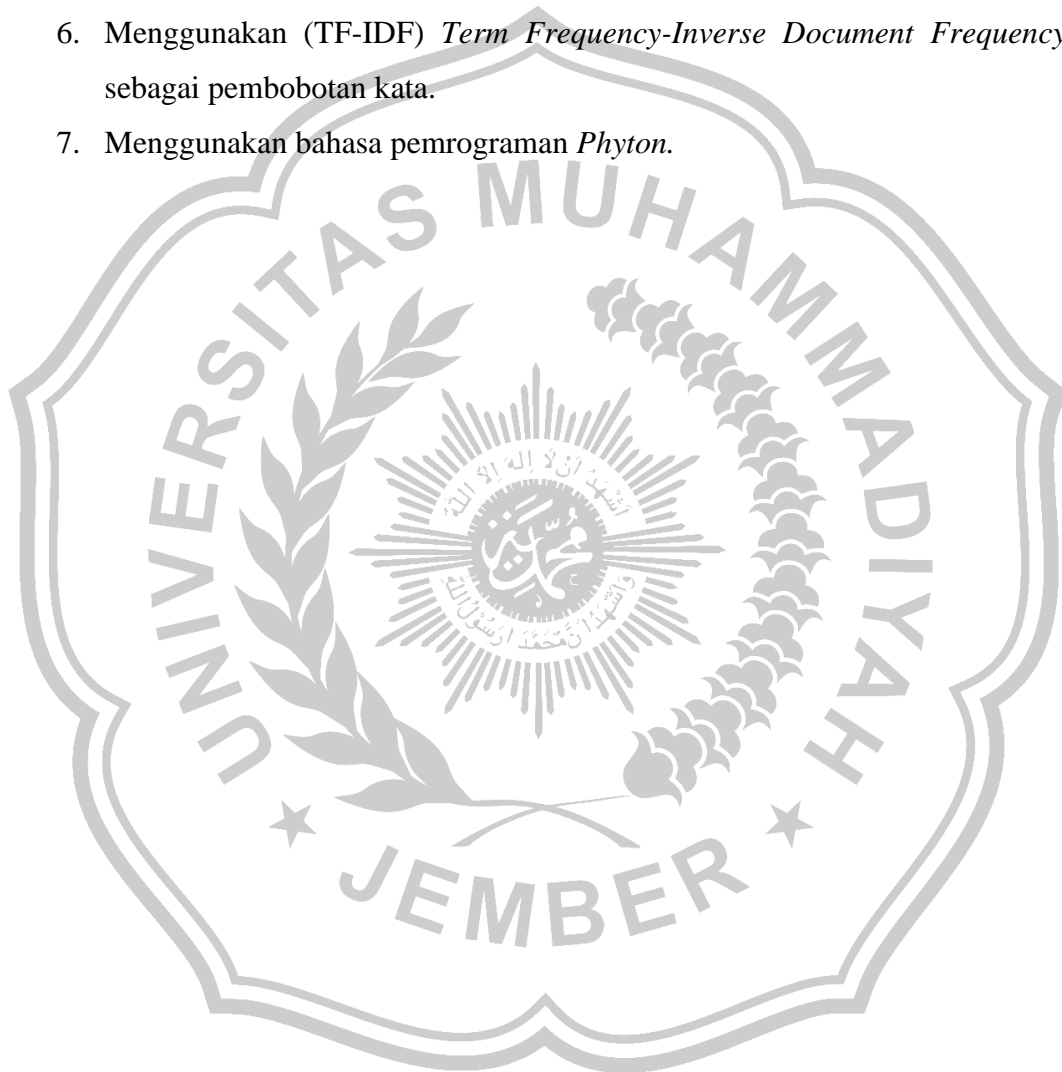 6. Menggunakan (TF-IDF) Term Frequency-Inverse Document Frequency
sebagai pembobotan kata.
7. Menggunakan bahasa pemrograman Phyton.
UNIVERSITAS MUHAMMADIYAH
JEMBER